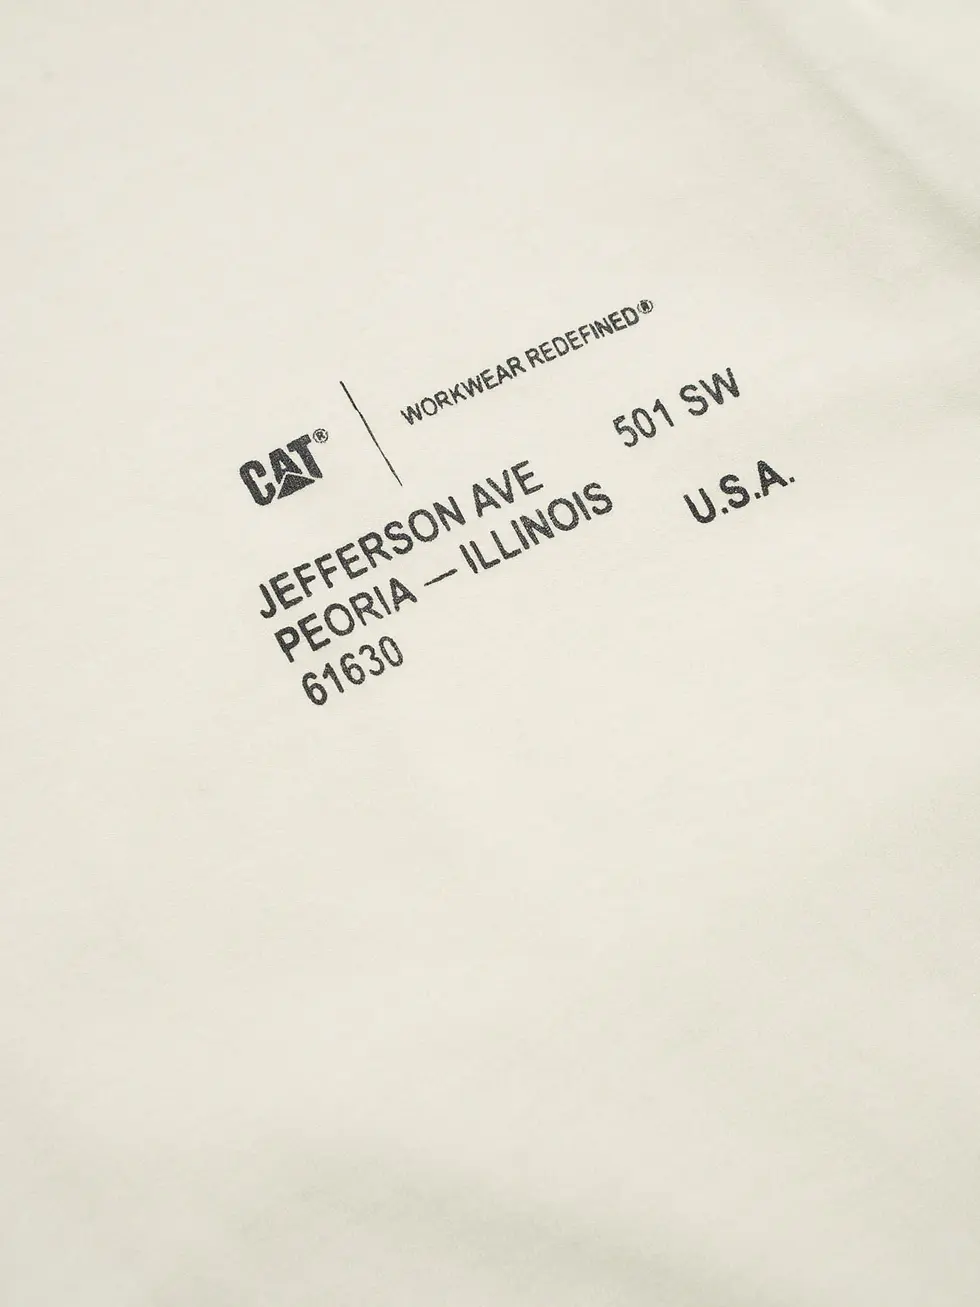 CAT® | WORKWEAR REDEFINED®
JEFFERSON AVE 501 SW
PEORIA — ILLINOIS U.S.A.
61630